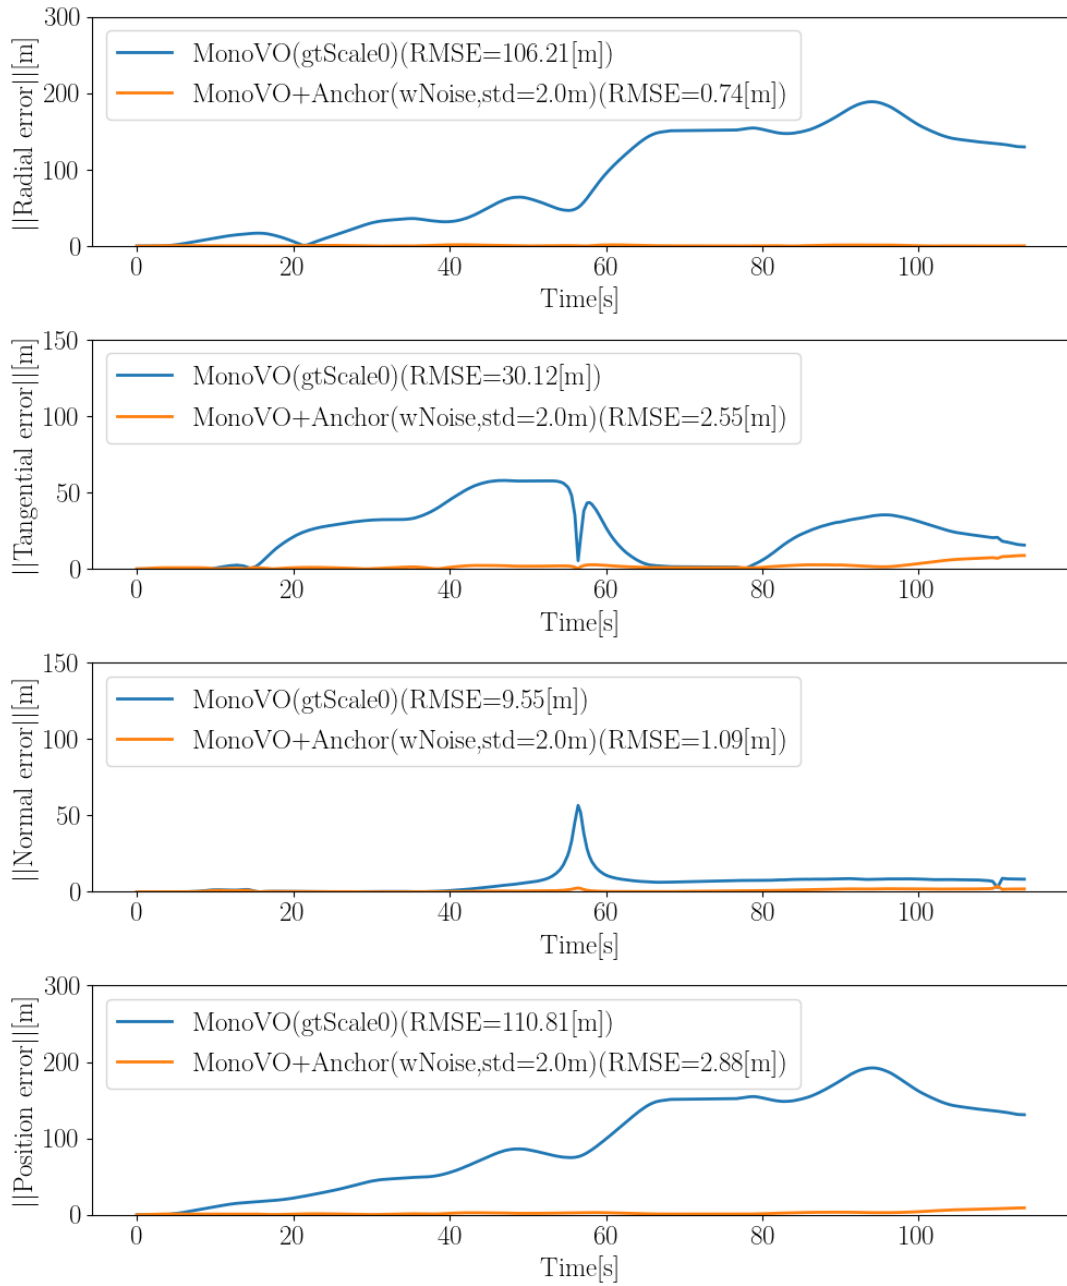 300
200
100
0
||Radial error||[m]
MonoVO(gtScale0)(RMSE=106.21[m])
MonoVO+Anchor(wNoise,std=2.0m)(RMSE=0.74[m])
0 20 40 60 80 100
Time[s]
150
100
50
0
||Tangential error||[m]
MonoVO(gtScale0)(RMSE=30.12[m])
MonoVO+Anchor(wNoise,std=2.0m)(RMSE=2.55[m])
0 20 40 60 80 100
Time[s]
150
100
50
0
||Normal error||[m]
MonoVO(gtScale0)(RMSE=9.55[m])
MonoVO+Anchor(wNoise,std=2.0m)(RMSE=1.09[m])
0 20 40 60 80 100
Time[s]
300
200
100
0
||Position error||[m]
MonoVO(gtScale0)(RMSE=110.81[m])
MonoVO+Anchor(wNoise,std=2.0m)(RMSE=2.88[m])
0 20 40 60 80 100
Time[s]